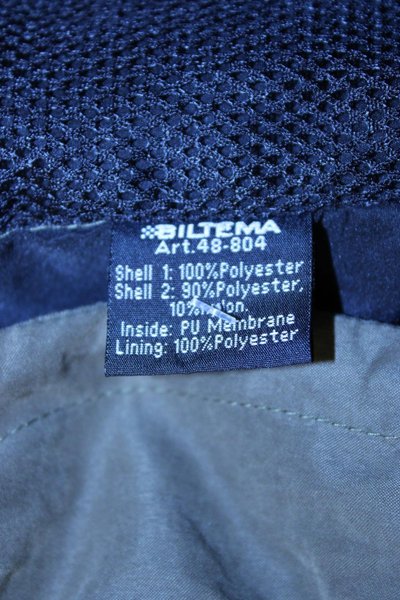 BILTEMA
Art.48-804
Shell 1: 100%Polyester
Shell 2: 90%Polyester,
10%nylon.
Inside: PU Membrane
Lining: 100%Polyester